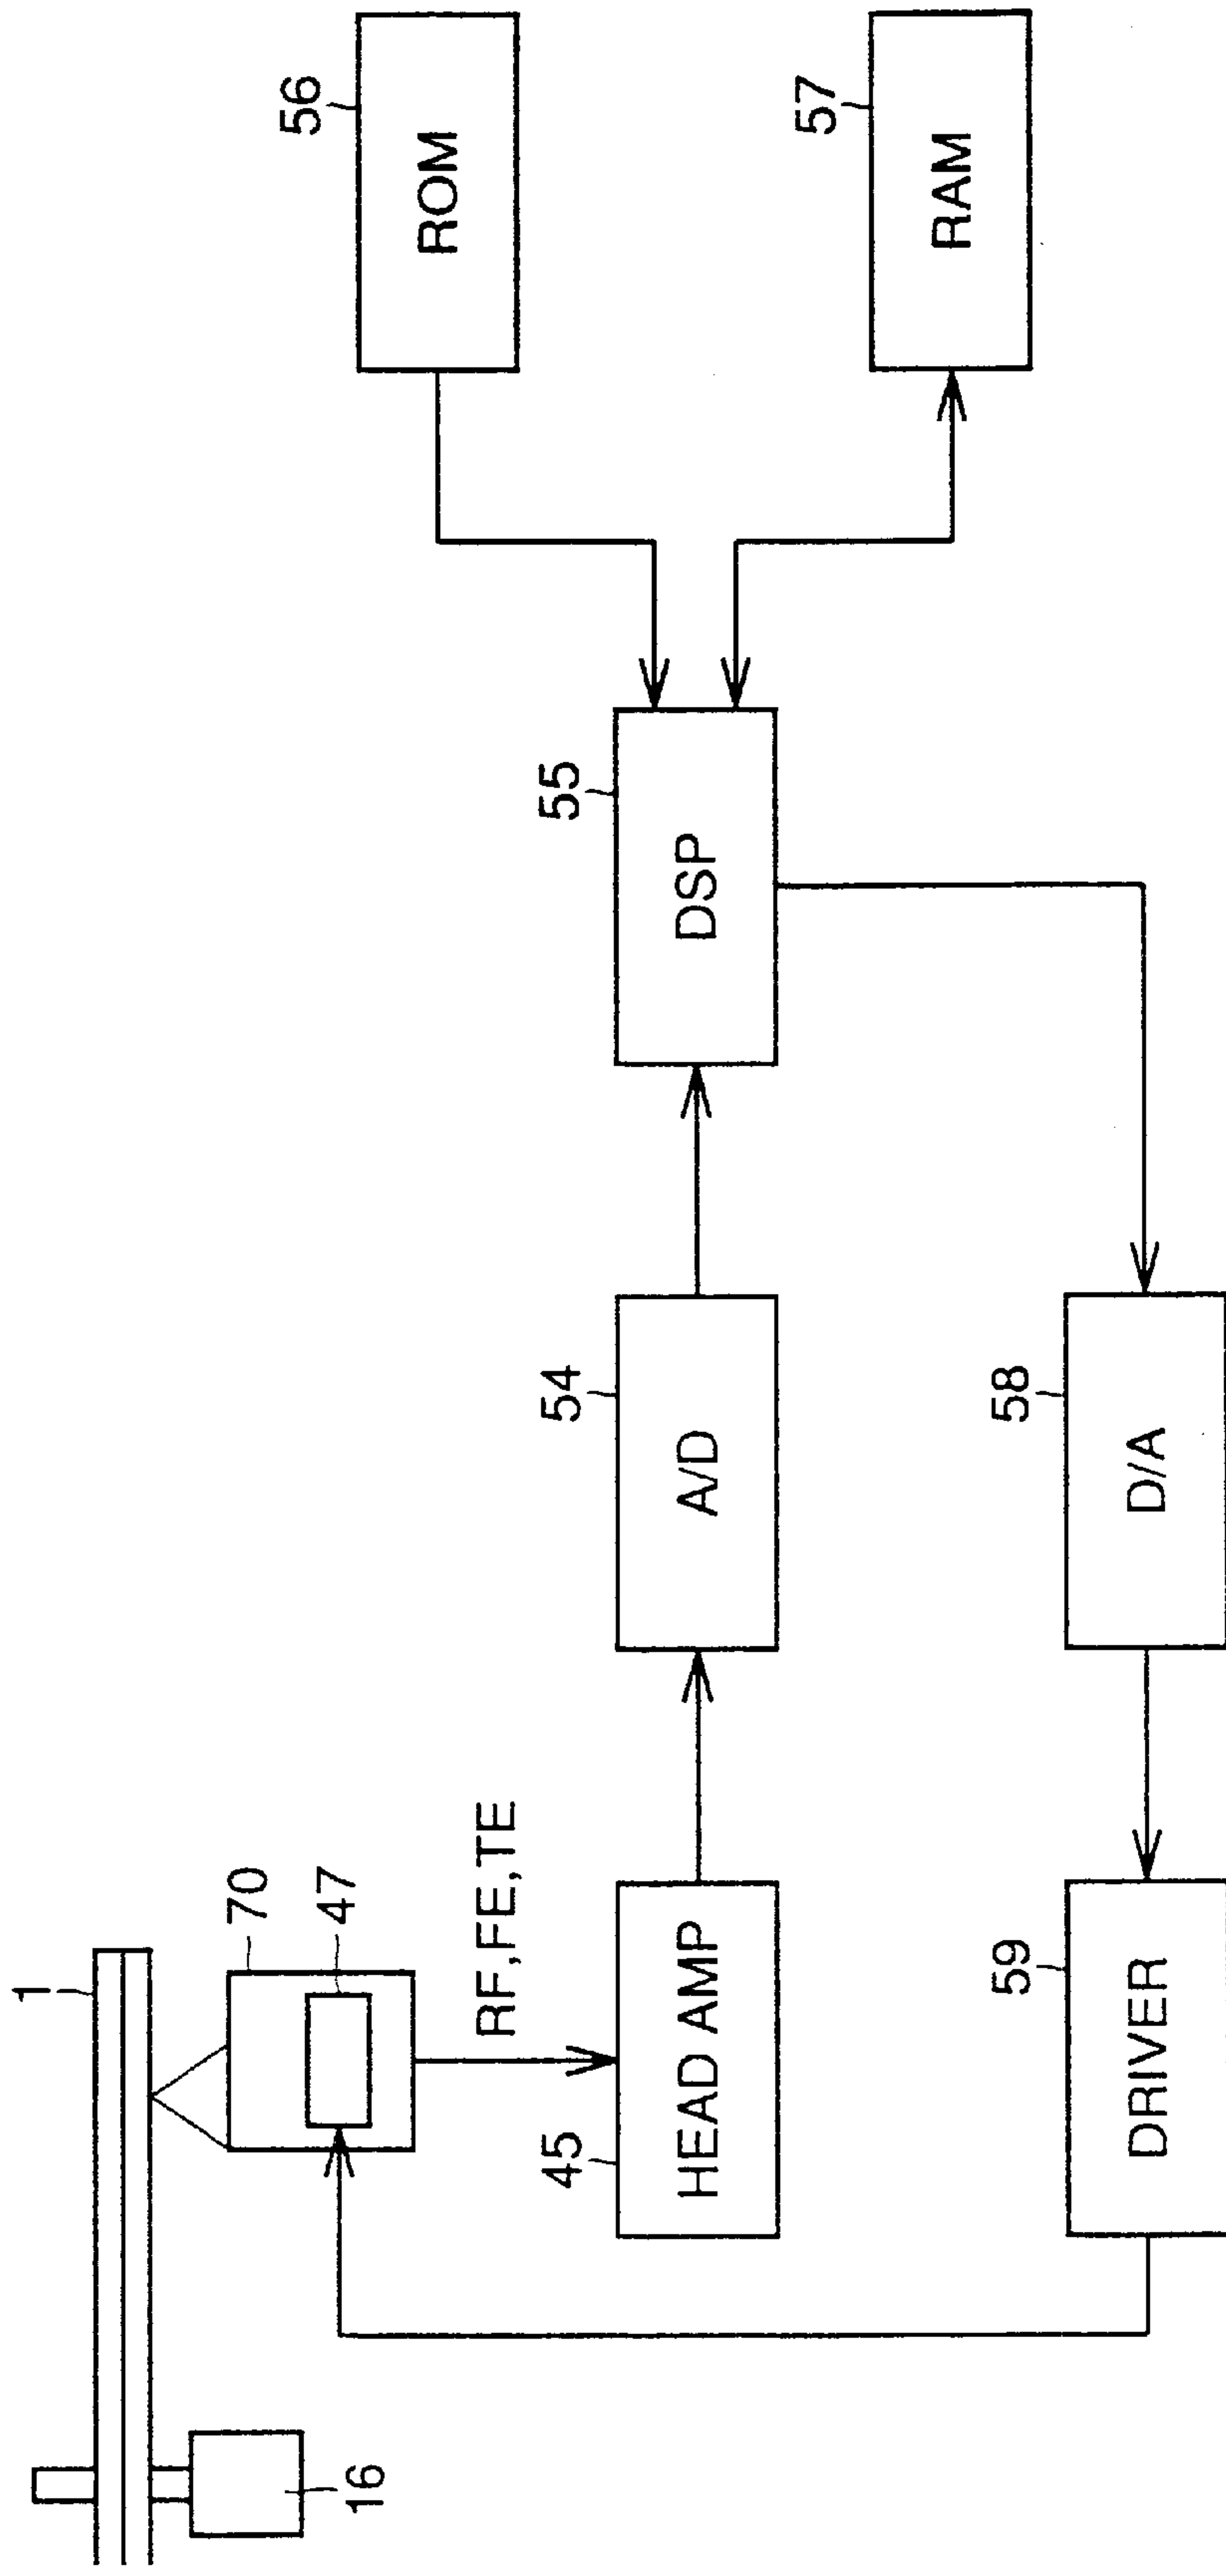 1
16
70
47
RF,FE,TE
45
HEAD AMP
54
A/D
55
DSP
56
ROM
57
RAM
59
DRIVER
58
D/A